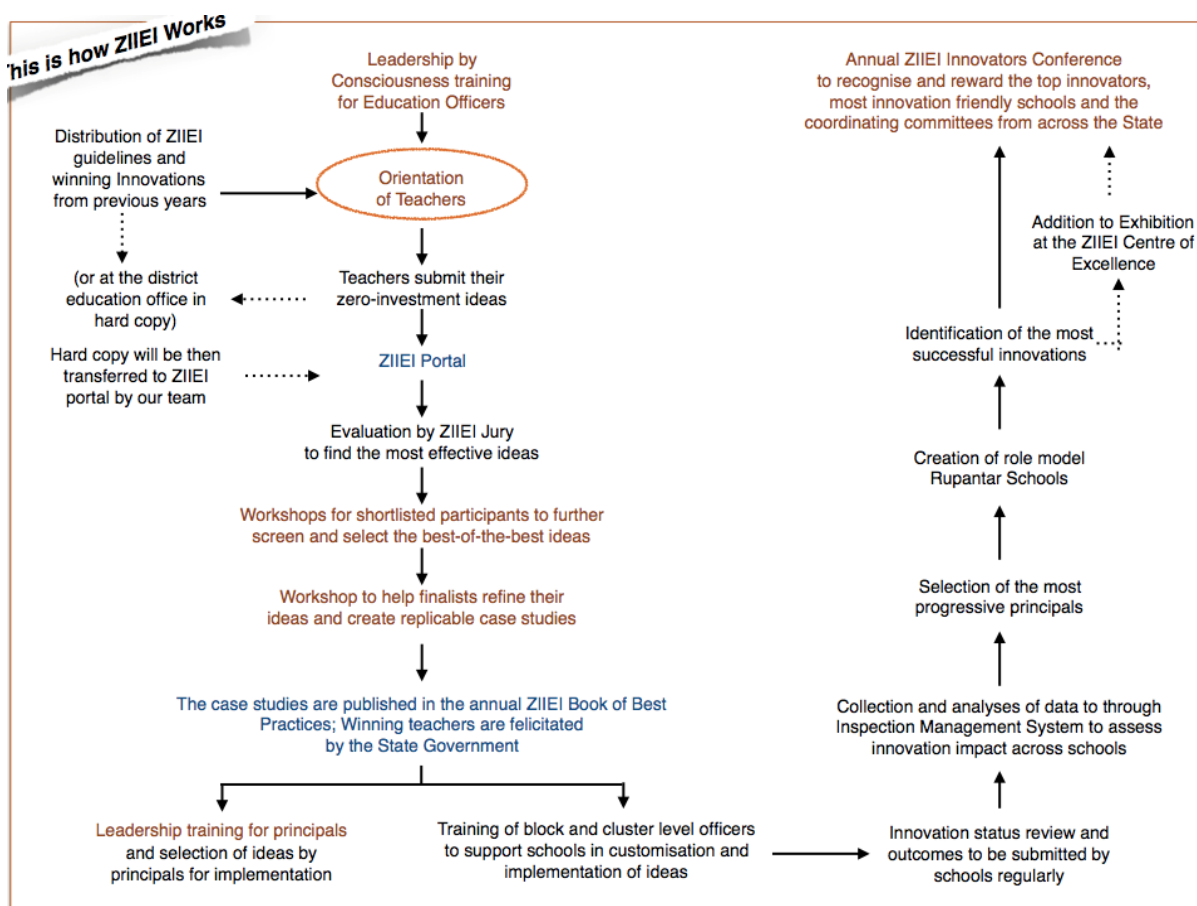 This is how ZIIEI Works
Leadership by
Consciousness training
for Education Officers
Distribution of ZIIEI
guidelines and
winning Innovations
from previous years
Orientation
of Teachers
(or at the district
education office in
hard copy)
Teachers submit their
zero-investment ideas
Hard copy will be then
transferred to ZIIEI
portal by our team
ZIIEI Portal
Evaluation by ZIIEI Jury
to find the most effective ideas
Workshops for shortlisted participants to further
screen and select the best-of-the-best ideas
Workshop to help finalists refine their
ideas and create replicable case studies
The case studies are published in the annual ZIIEI Book of Best
Practices; Winning teachers are felicitated
by the State Government
Leadership training for principals
and selection of ideas by
principals for implementation
Training of block and cluster level officers
to support schools in customisation and
implementation of ideas
Innovation status review and
outcomes to be submitted by
schools regularly
Collection and analyses of data to through
Inspection Management System to assess
innovation impact across schools
Selection of the most
progressive principals
Creation of role model
Rupantar Schools
Identification of the most
successful innovations
Addition to Exhibition
at the ZIIEI Centre of
Excellence
Annual ZIIEI Innovators Conference
to recognise and reward the top innovators,
most innovation friendly schools and the
coordinating committees from across the State